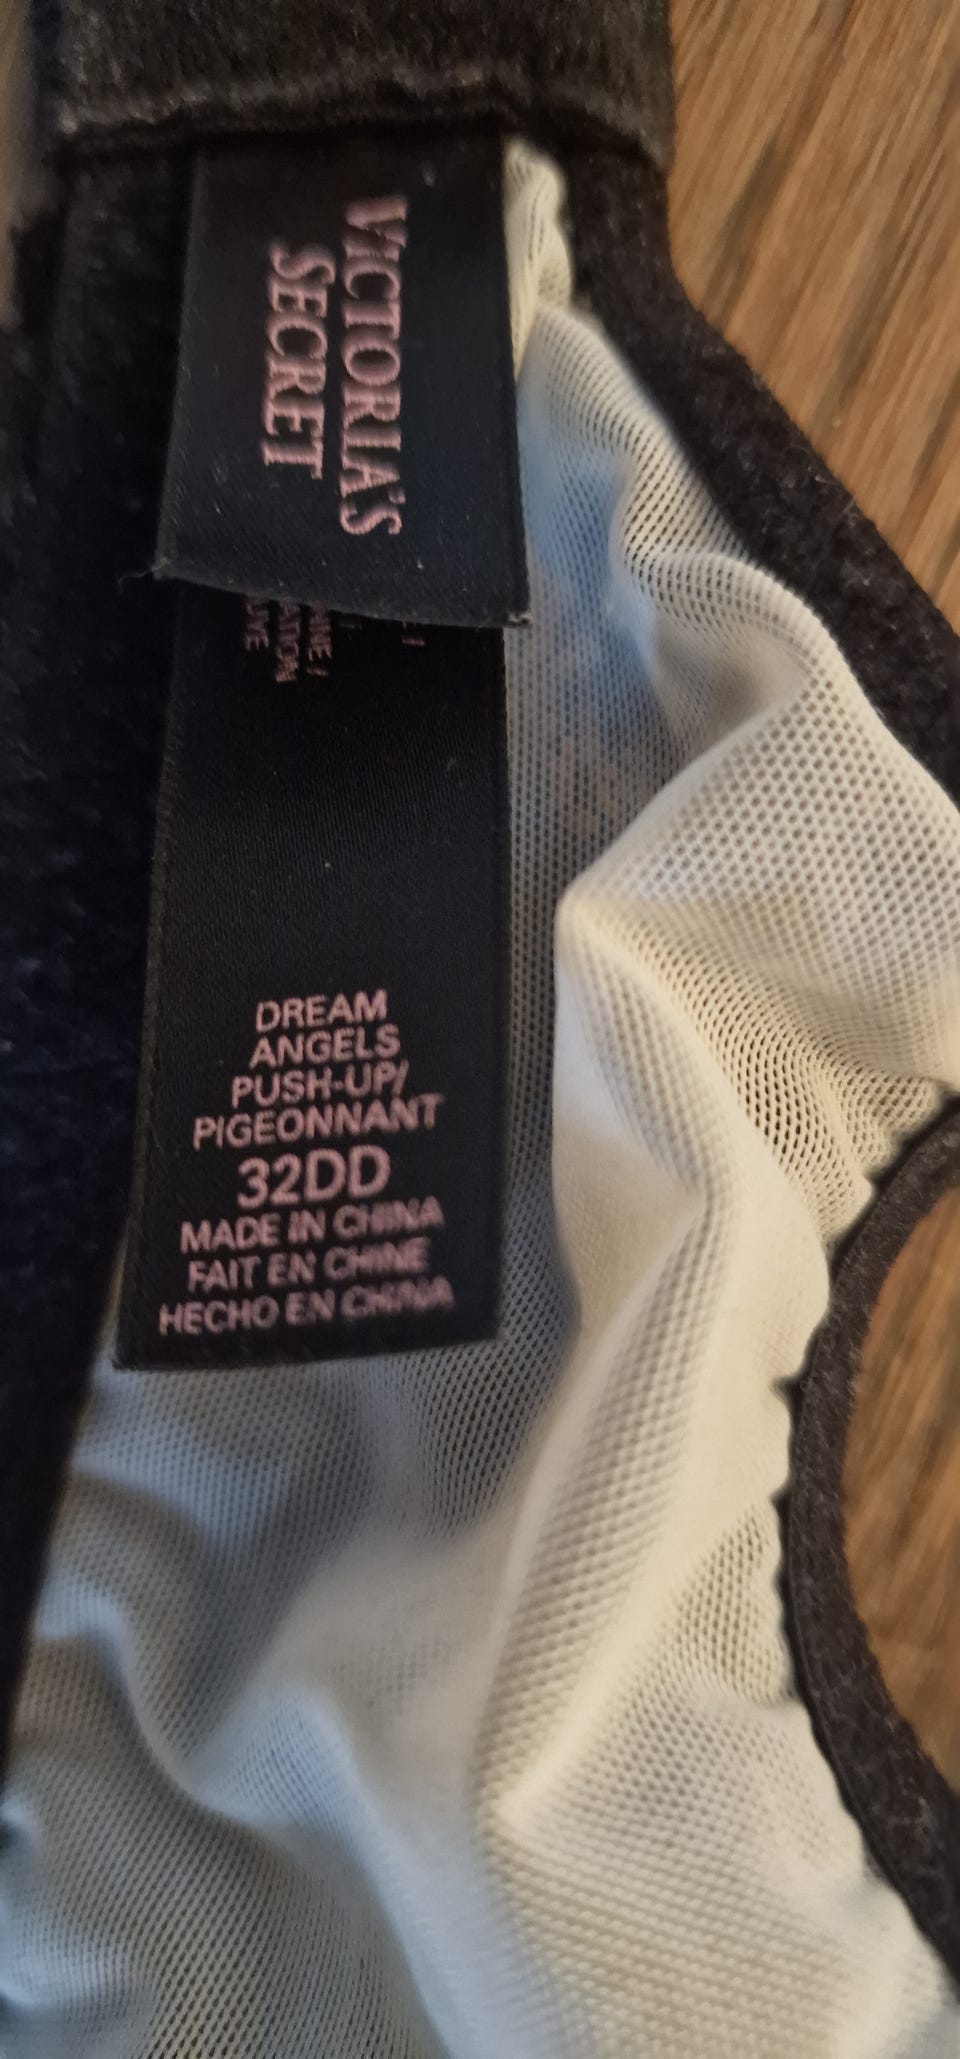 VICTORIA'S
SECRET
DREAM
ANGELS
PUSH-UP/
PIGEONNANT
32DD
MADE IN CHINA
FAIT EN CHINE
HECHO EN CHINA